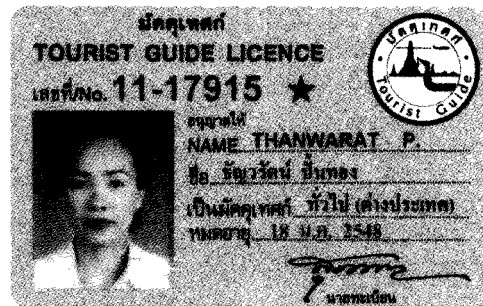 มัคคุเทศก์
TOURIST GUIDE LICENCE
เลขที่/No. 11-17915 ★
อนุญาตให้
NAME THANWARAT P.
ชื่อ ธัญวรัตน์ ปิ่นทอง
เป็นมัคคุเทศก์ ทั่วไป (ต่างประเทศ)
หมดอายุ 18 ม.ค. 2548
นายทะเบียน
มัคคุเทศก์
Tourist Guide